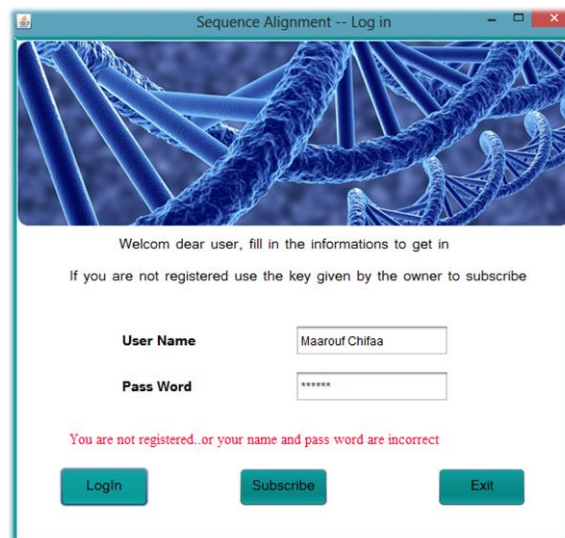 Sequence Alignment -- Log in
Welcom dear user, fill in the informations to get in
If you are not registered use the key given by the owner to subscribe
User Name Maarouf Chifaa
Pass Word ******
You are not registered..or your name and pass word are incorrect
LogIn Subscribe Exit